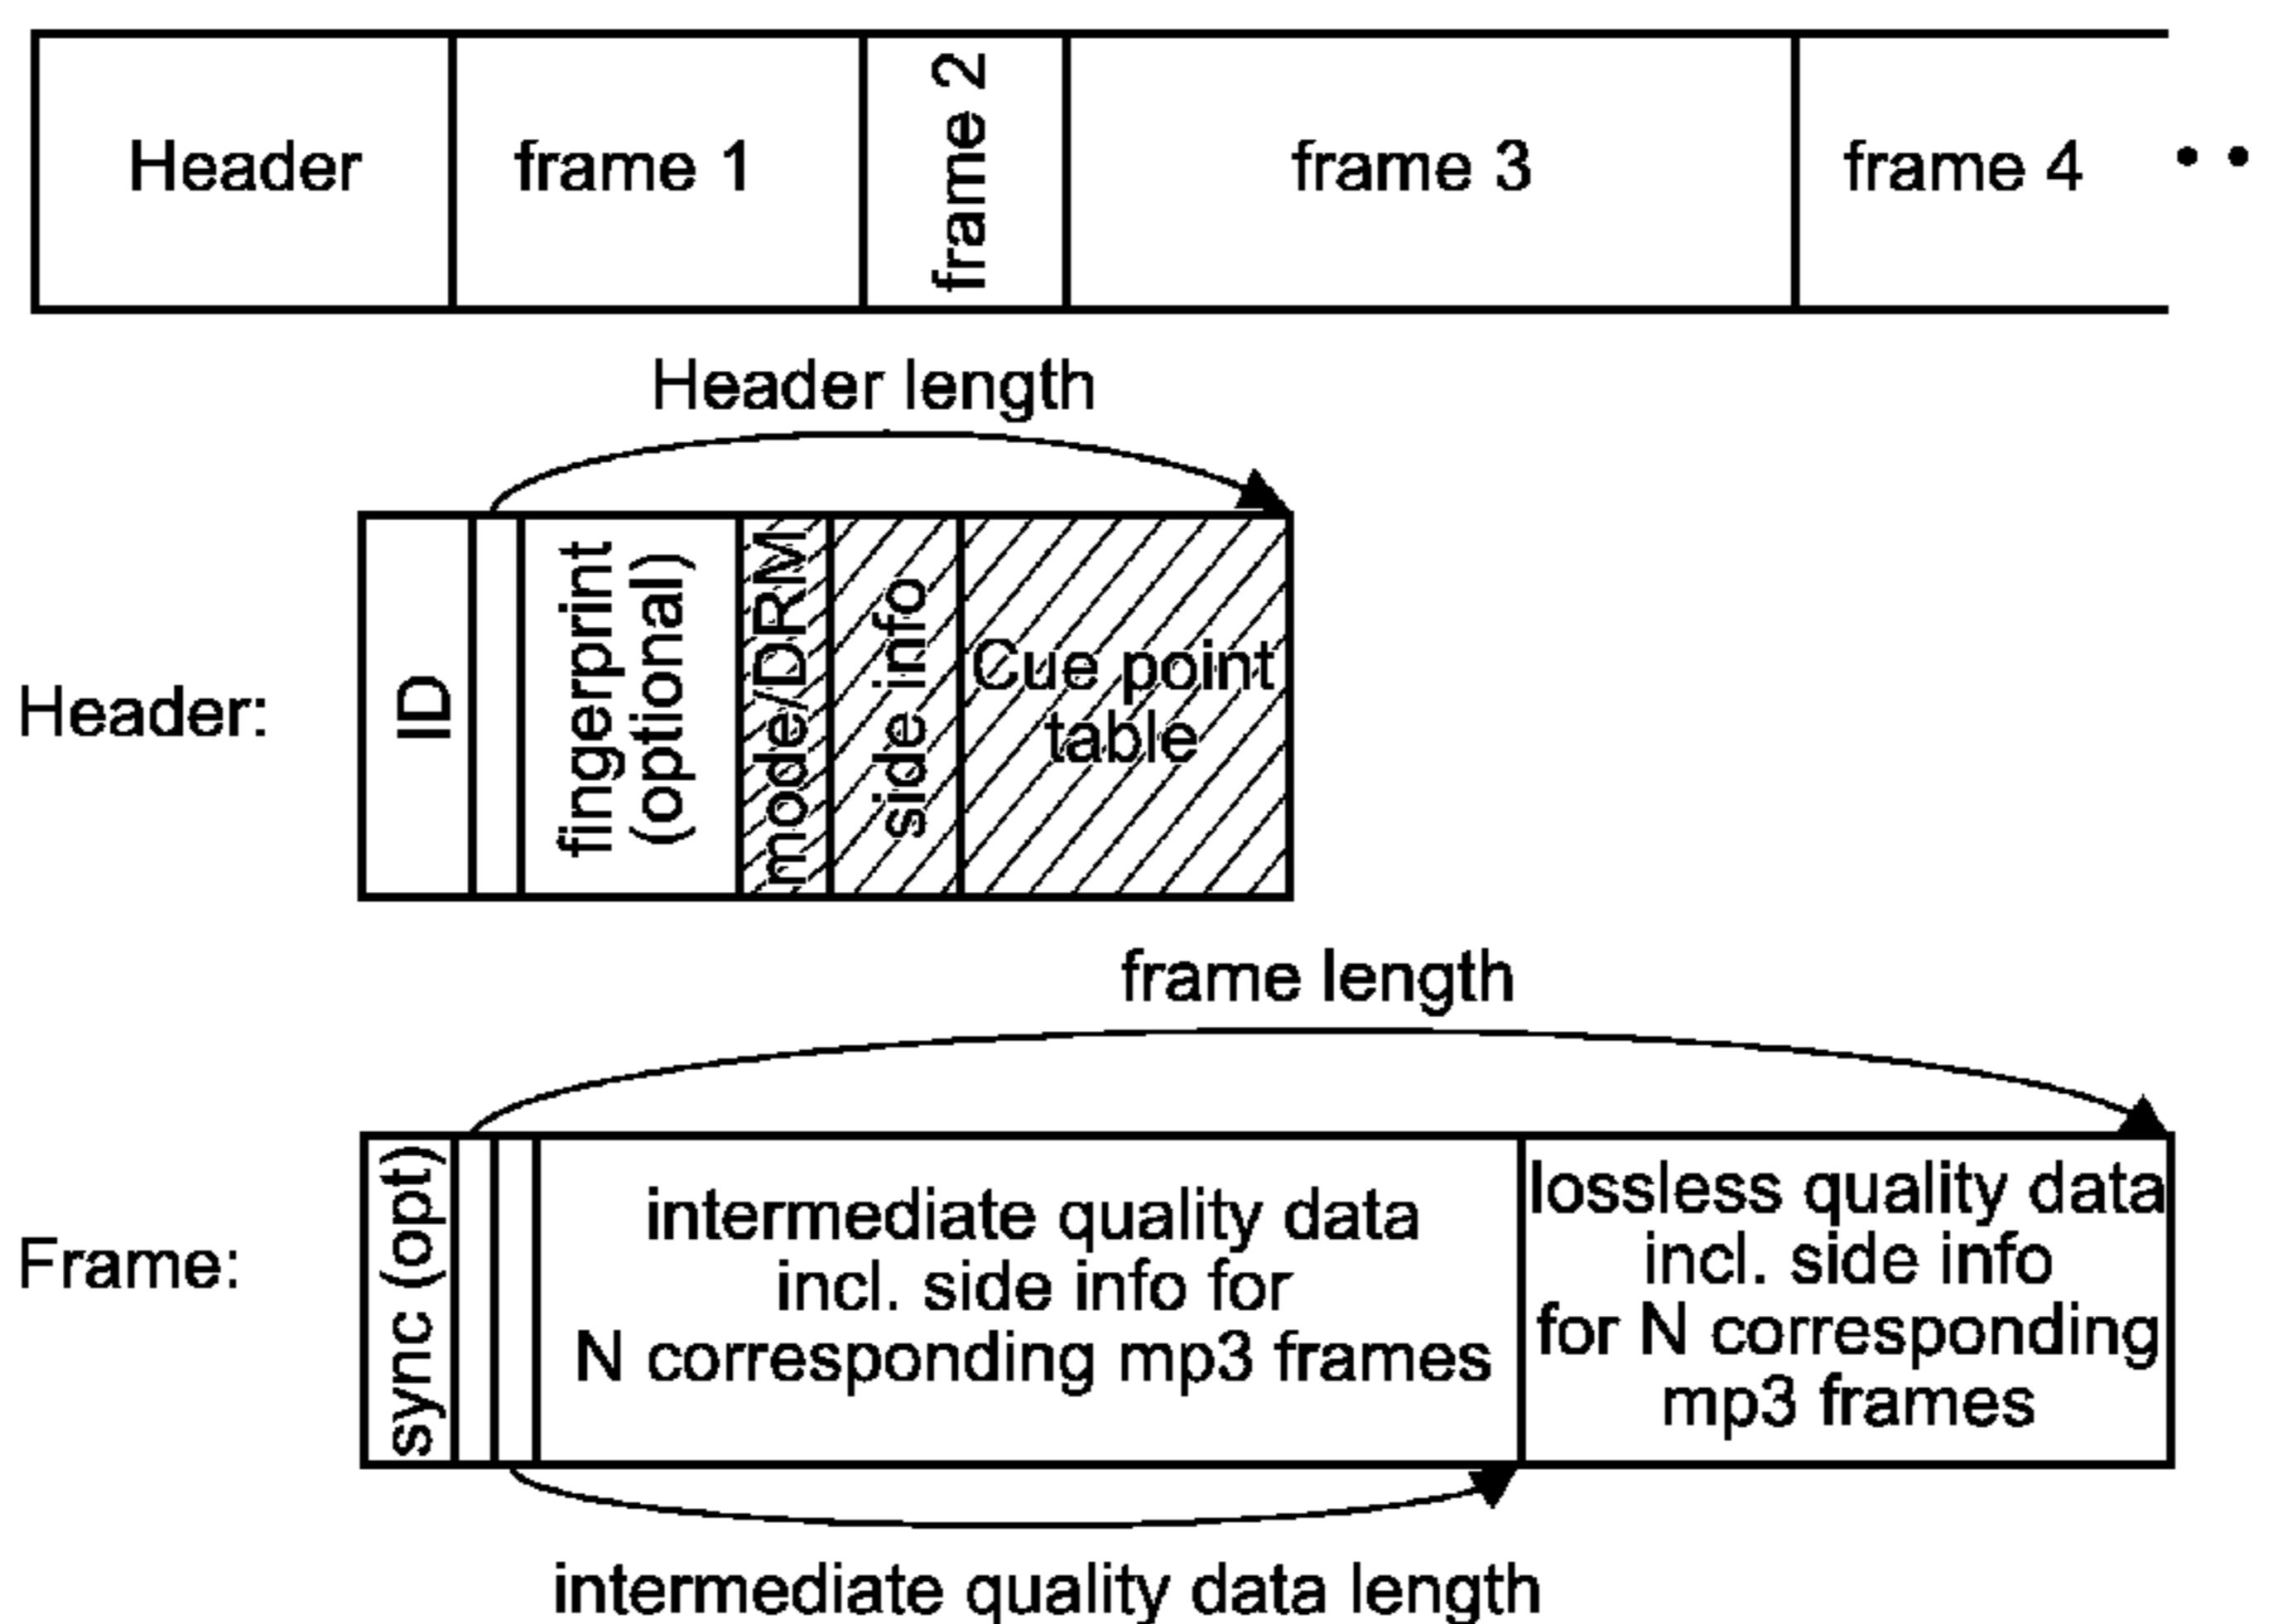 Header
frame 1
frame 2
frame 3
frame 4
Header length
Header:
ID
fingerprint
(optional)
mode/DRM
side info
Cue point
table
frame length
Frame:
sync (opt)
intermediate quality data
incl. side info for
N corresponding mp3 frames
lossless quality data
incl. side info
for N corresponding
mp3 frames
intermediate quality data length